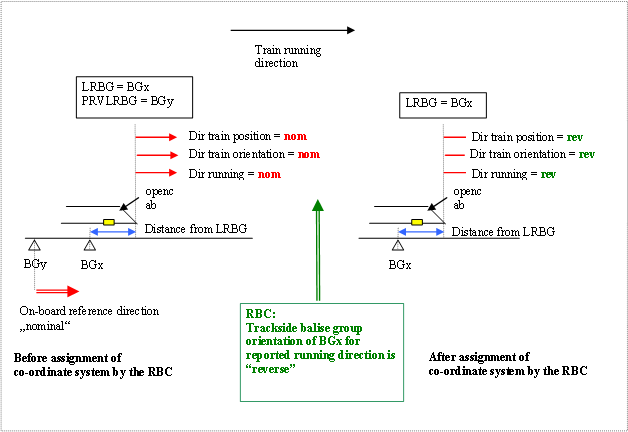 Train running
direction
LRBG = BGx
PRVLRBG = BGy
Dir train position = nom
Dir train orientation = nom
Dir running = nom
openc
ab
Distance from LRBG
BGy
BGx
On-board reference direction
„nominal“
Before assignment of
co-ordinate system by the RBC
RBC:
Trackside balise group
orientation of BGx for
reported running direction is
“reverse”
LRBG = BGx
Dir train position = rev
Dir train orientation = rev
Dir running = rev
openc
ab
Distance from LRBG
BGx
After assignment of
co-ordinate system by the RBC